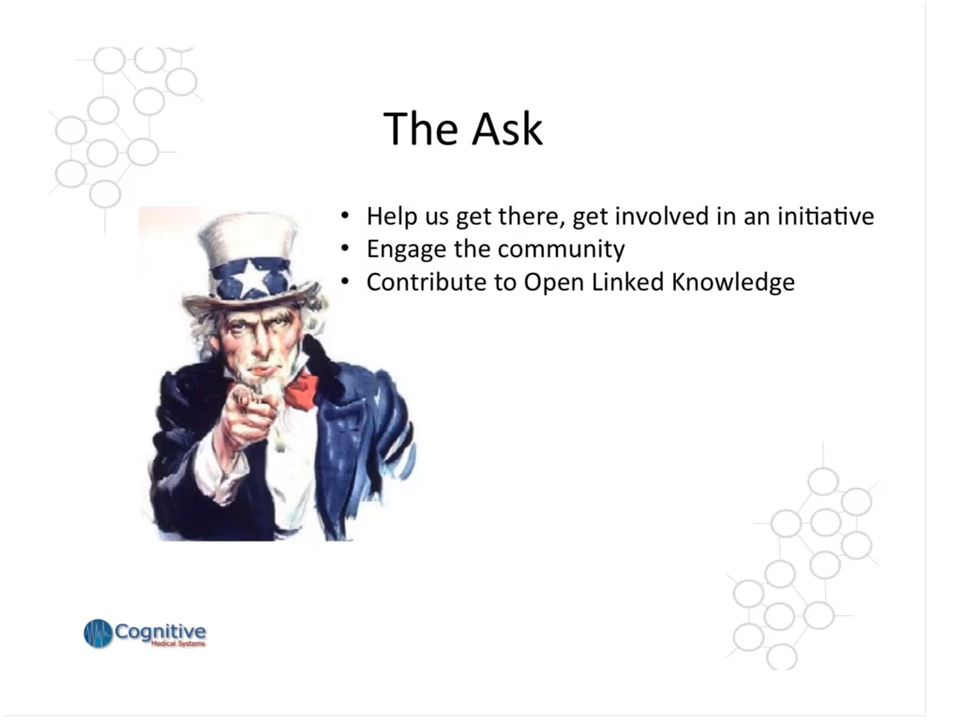 The Ask
• Help us get there, get involved in an initiative
• Engage the community
• Contribute to Open Linked Knowledge
Cognitive
Medical Systems